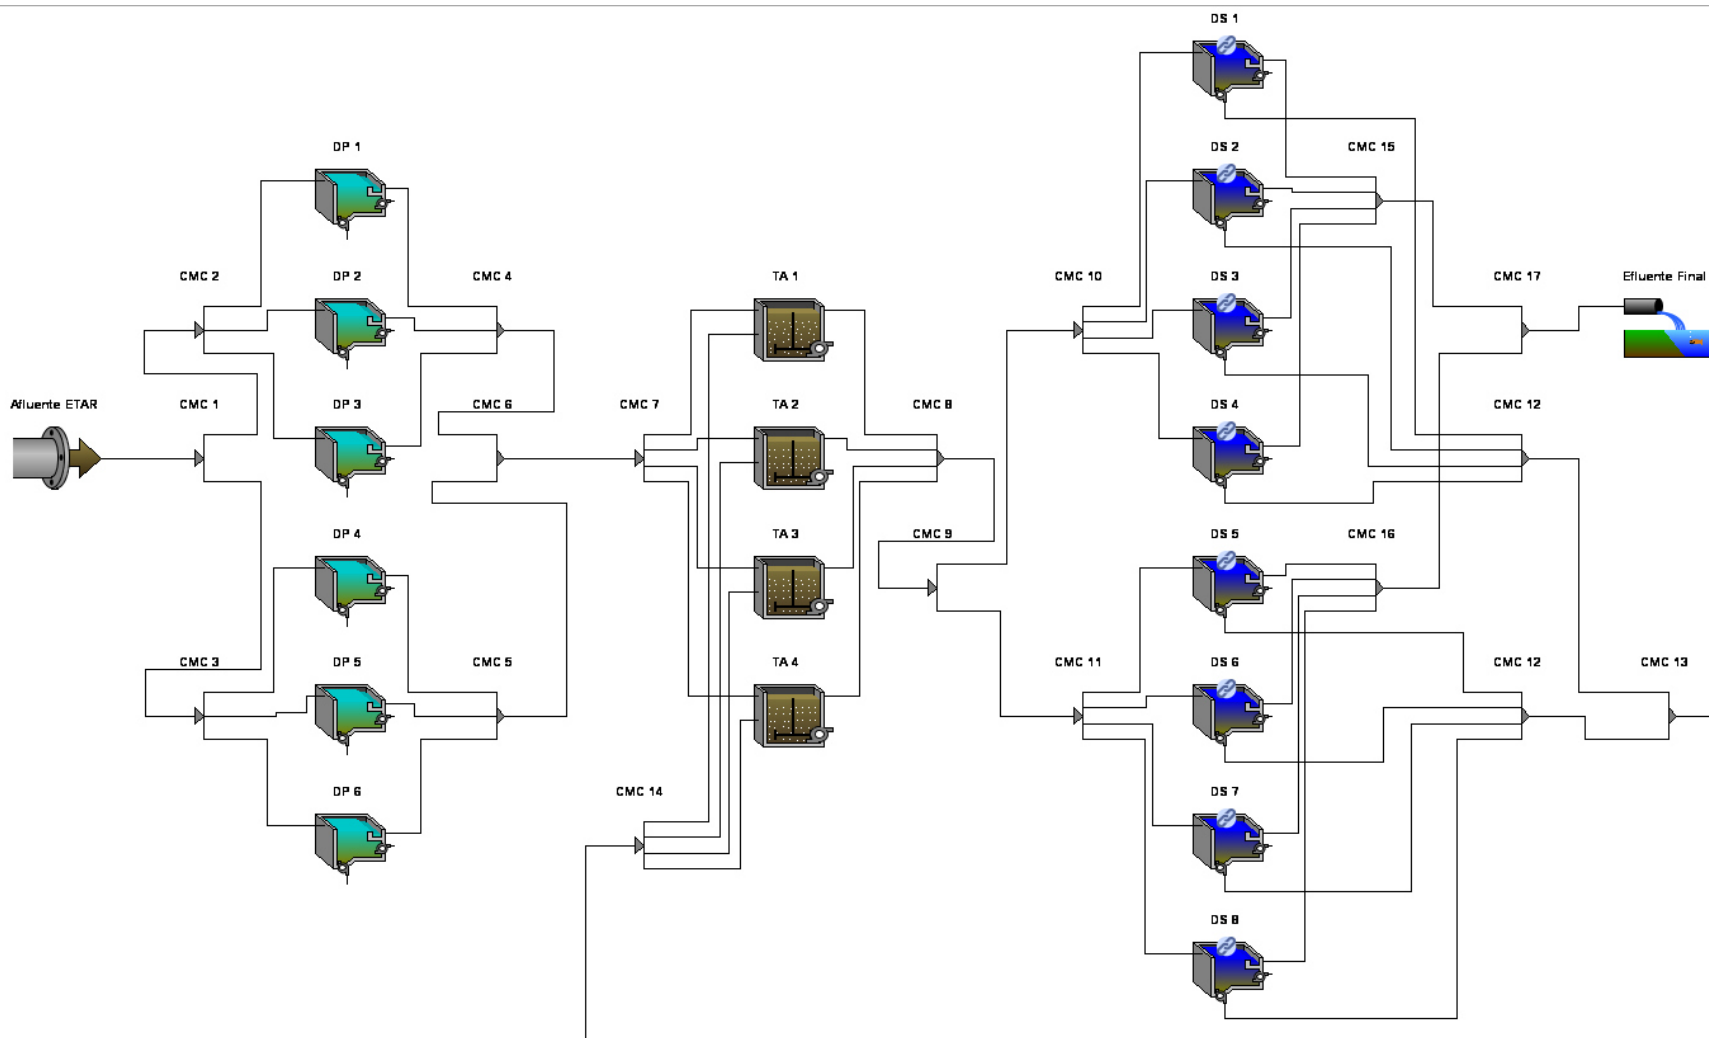 DS 1
DP 1
DS 2
CMC 15
CMC 2
DP 2
CMC 4
TA 1
CMC 10
DS 3
CMC 17
Efluente Final
Afluente ETAR
CMC 1
DP 3
CMC 6
CMC 7
TA 2
CMC 8
DS 4
CMC 12
DP 4
TA 3
CMC 9
DS 5
CMC 16
CMC 3
DP 5
CMC 5
TA 4
CMC 11
DS 6
CMC 12
CMC 13
DP 6
CMC 14
DS 7
DS 8